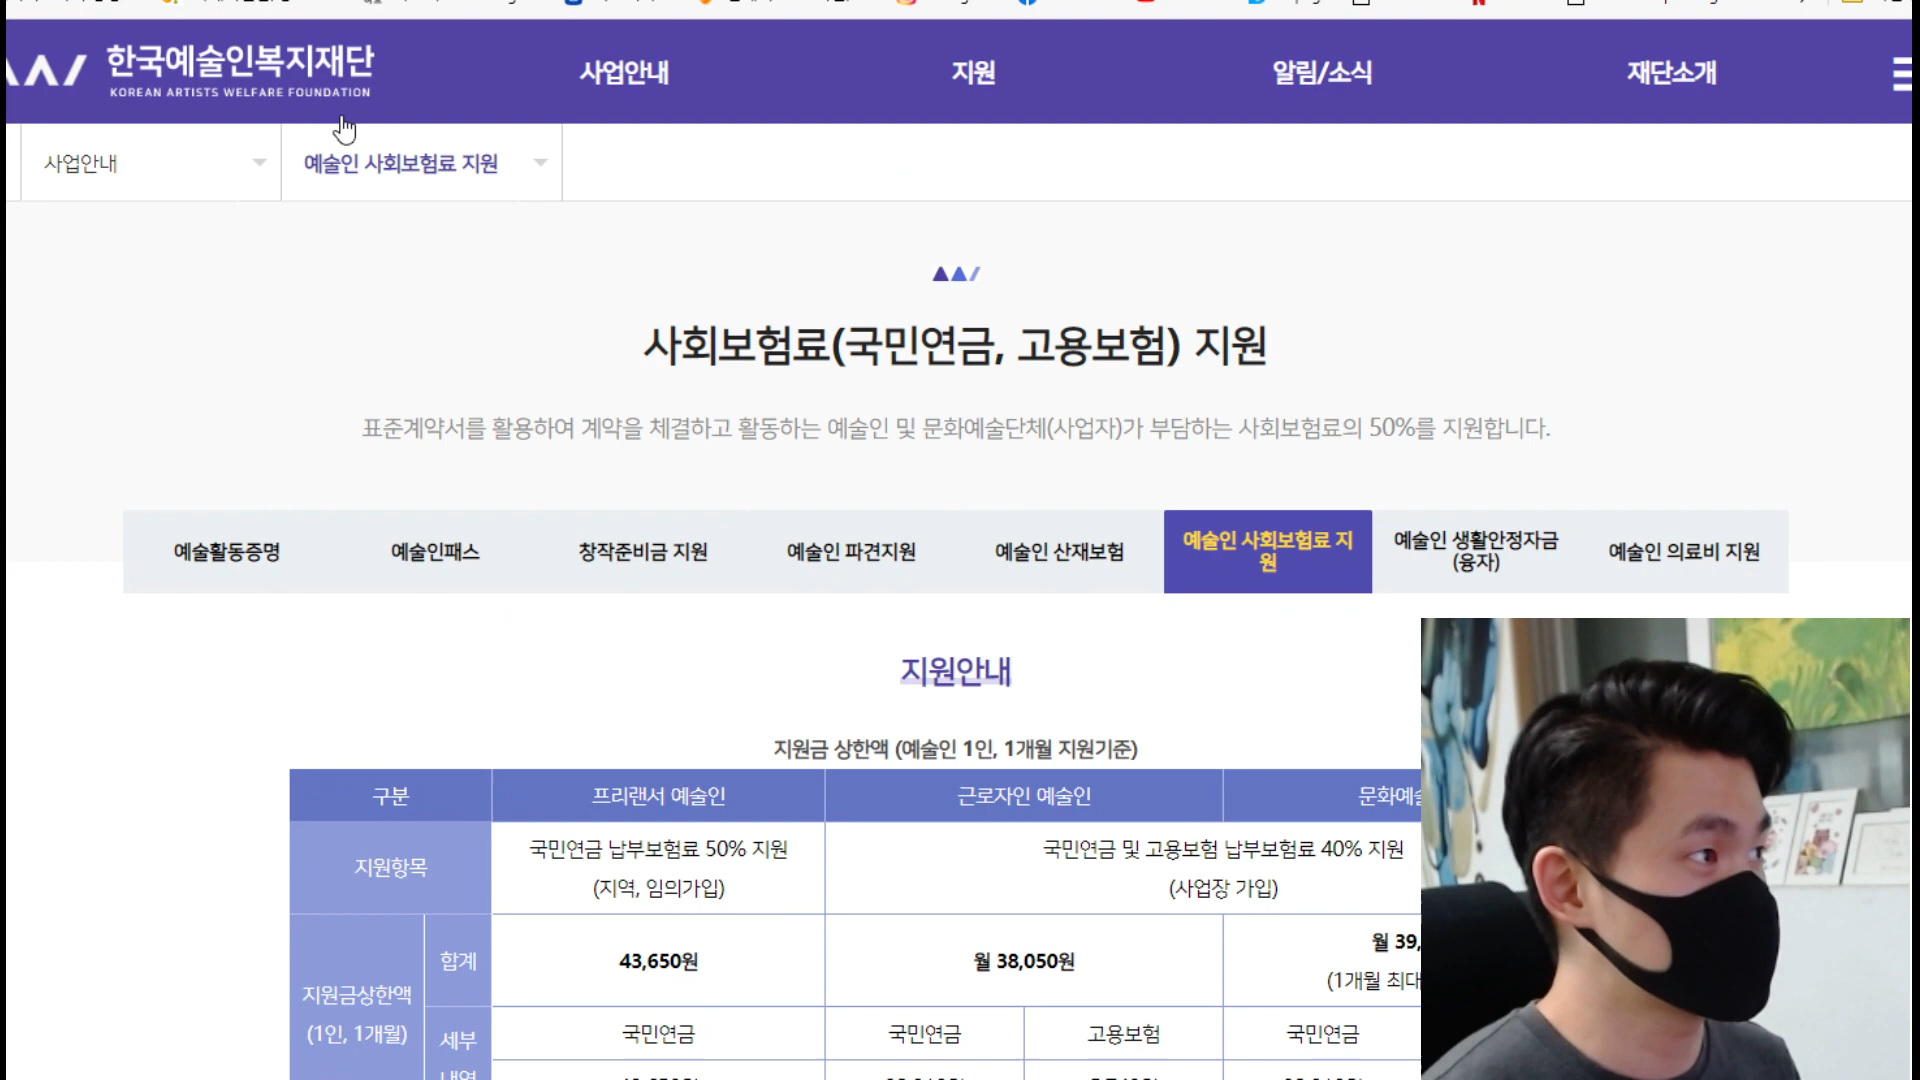 한국예술인복지재단
KOREAN ARTISTS WELFARE FOUNDATION
사업안내
지원
알림/소식
재단소개
사업안내
예술인 사회보험료 지원
사회보험료(국민연금, 고용보험) 지원
표준계약서를 활용하여 계약을 체결하고 활동하는 예술인 및 문화예술단체(사업자)가 부담하는 사회보험료의 50%를 지원합니다.
예술활동증명
예술인패스
창작준비금 지원
예술인 파견지원
예술인 산재보험
예술인 사회보험료 지
원
예술인 생활안정자금
(융자)
예술인 의료비 지원
지원안내
지원금 상한액 (예술인 1인, 1개월 지원기준)
구분
프리랜서 예술인
근로자인 예술인
문화예
지원항목
국민연금 납부보험료 50% 지원
(지역, 임의가입)
국민연금 및 고용보험 납부보험료 40% 지원
(사업장 가입)
지원금상한액
(1인, 1개월)
합계
43,650원
월 38,050원
월 39,
(1개월 최대
세부
국민연금
국민연금
고용보험
국민연금